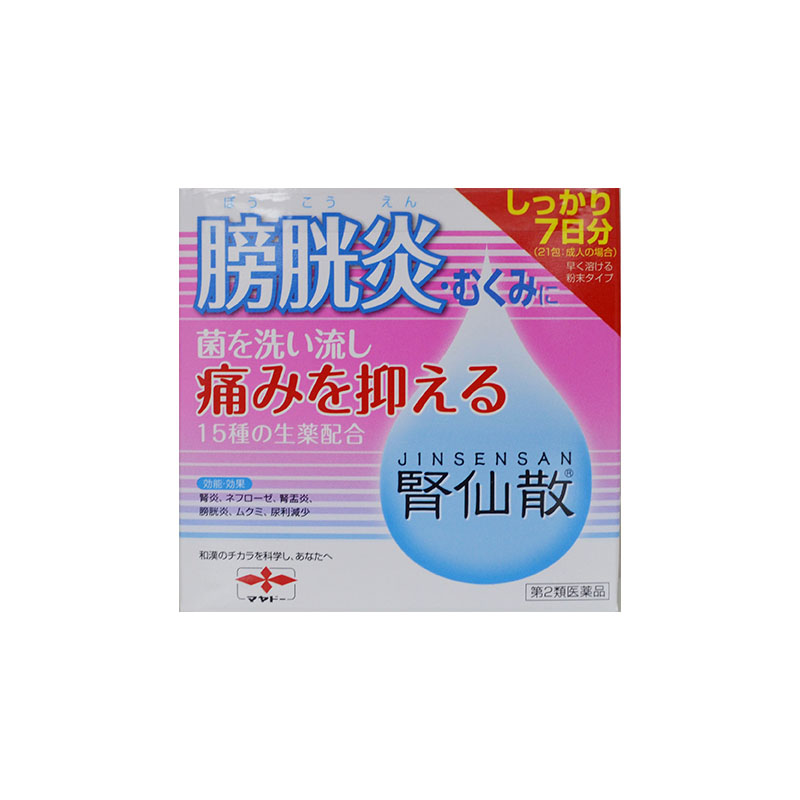 ぼう こう えん
膀胱炎・むくみに
しっかり
7日分
(21包:成人の場合)
早く溶ける
粉末タイプ
菌を洗い流し
痛みを抑える
15種の生薬配合
JINSENSAN
腎仙散®
効能・効果
腎炎、ネフローゼ、腎盂炎、
膀胱炎、ムクミ、尿利減少
和漢のチカラを科学し、あなたへ
マヤドー
第2類医薬品